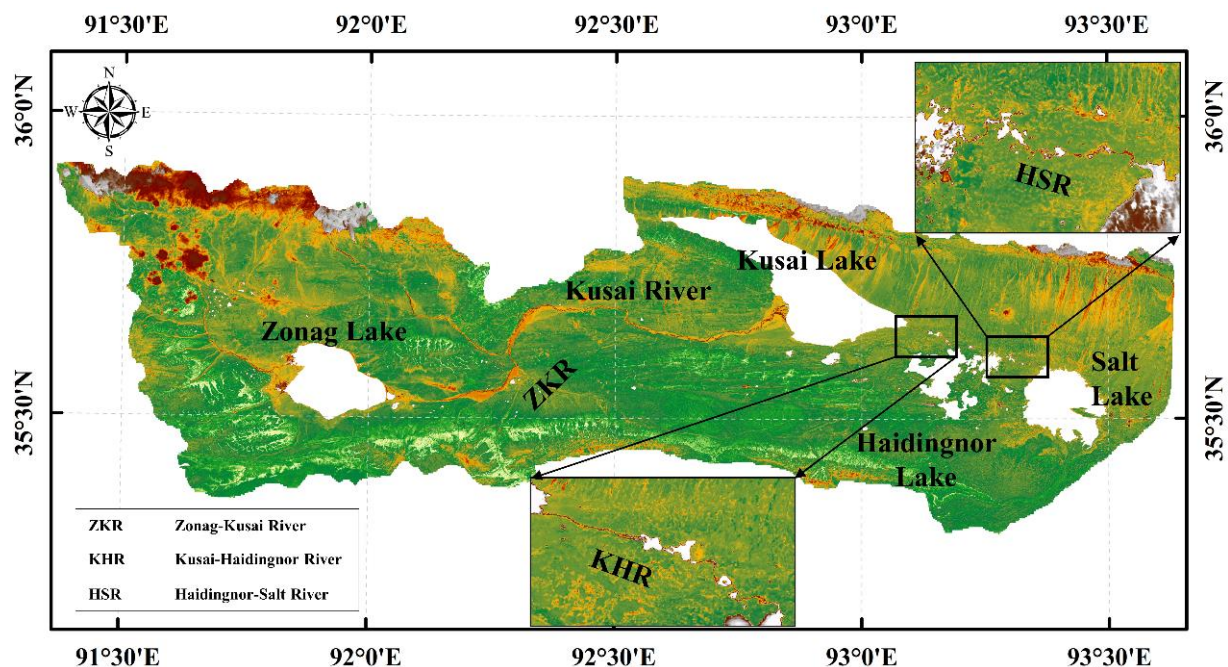 91°30'E 92°0'E 92°30'E 93°0'E 93°30'E
36°0'N
36°0'N
N
W E
S
HSR
Kusai Lake
Kusai River
Zonag Lake
ZKR
Salt
Lake
35°30'N
35°30'N
Haidingnor
Lake
KHR
ZKR Zonag-Kusai River
KHR Kusai-Haidingnor River
HSR Haidingnor-Salt River
91°30'E 92°0'E 92°30'E 93°0'E 93°30'E